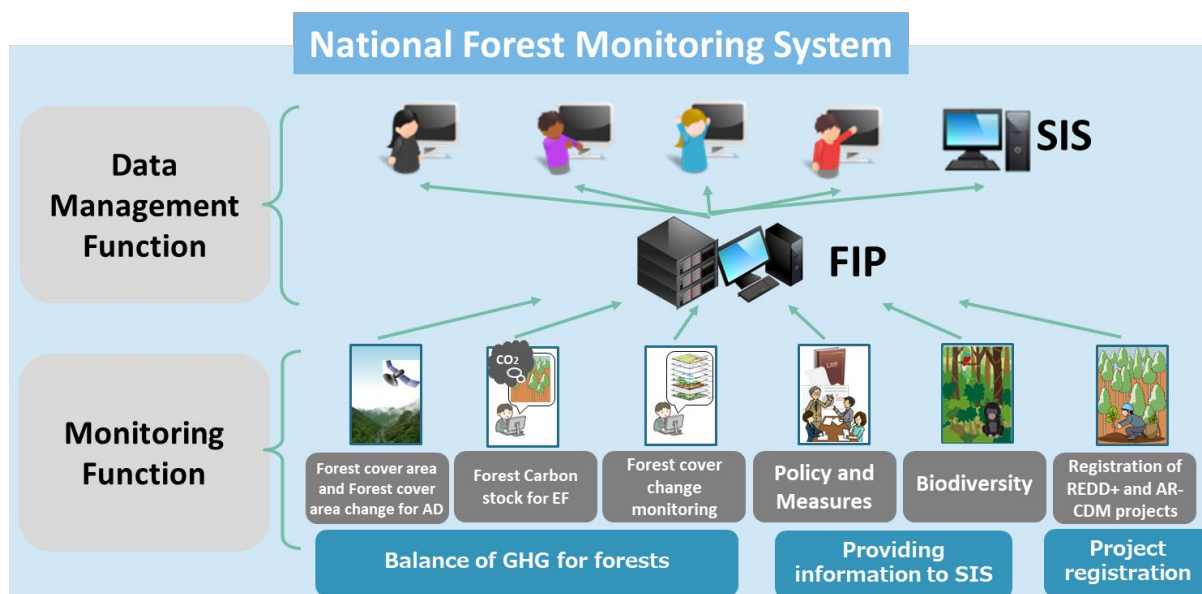 National Forest Monitoring System
Data
Management
Function
SIS
FIP
Monitoring
Function
CO2
LAW
Forest cover area
and Forest cover
area change for AD
Forest Carbon
stock for EF
Forest cover
change
monitoring
Policy and
Measures
Biodiversity
Registration of
REDD+ and AR-
CDM projects
Balance of GHG for forests
Providing
information to SIS
Project
registration